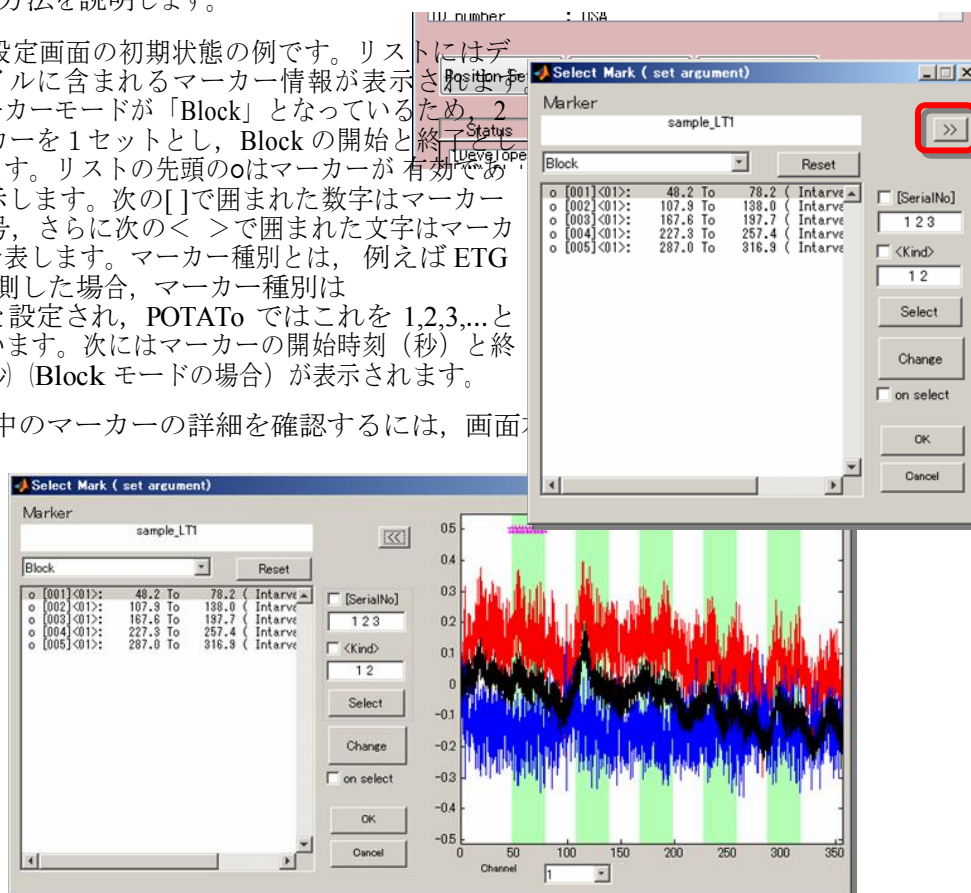 方法を説明します。
設定画面の初期状態の例です。リストにはデ
イルに含まれるマーカー情報が表示されます。
ーカーモードが「Block」となっているため，2
カーを１セットとし，Block の開始と終了とし
ます。リストの先頭のoはマーカーが 有効であ
示します。次の[ ]で囲まれた数字はマーカー
号，さらに次の< >で囲まれた文字はマーカ
を表します。マーカー種別とは， 例えば ETG
測した場合，マーカー種別は
と設定され，POTATo ではこれを 1,2,3,...と
います。次にはマーカーの開始時刻（秒）と終
（Block モードの場合）が表示されます。
中のマーカーの詳細を確認するには，画面
ID number : USA
Position-Se
Status
Select Mark ( set argument)
Marker
sample_LT1
>>
Block
Reset
o [001]<01>: 48.2 To 78.2 ( Intarva
o [002]<01>: 107.9 To 138.0 ( Intarve
o [003]<01>: 167.6 To 197.7 ( Intarva
o [004]<01>: 227.3 To 257.4 ( Intarva
o [005]<01>: 287.0 To 316.9 ( Intarva
[SerialNo]
1 2 3
<Kind>
1 2
Select
Change
on select
OK
Cancel
Select Mark ( set argument)
Marker
sample_LT1
<<
Block
Reset
o [001]<01>: 48.2 To 78.2 ( Intarva
o [002]<01>: 107.9 To 138.0 ( Intarve
o [003]<01>: 167.6 To 197.7 ( Intarva
o [004]<01>: 227.3 To 257.4 ( Intarva
o [005]<01>: 287.0 To 316.9 ( Intarva
[SerialNo]
1 2 3
<Kind>
1 2
Select
Change
on select
OK
Cancel
0.5
0.4
0.3
0.2
0.1
0
-0.1
-0.2
-0.3
-0.4
-0.5
0 50 100 150 200 250 300 350
Channel
1